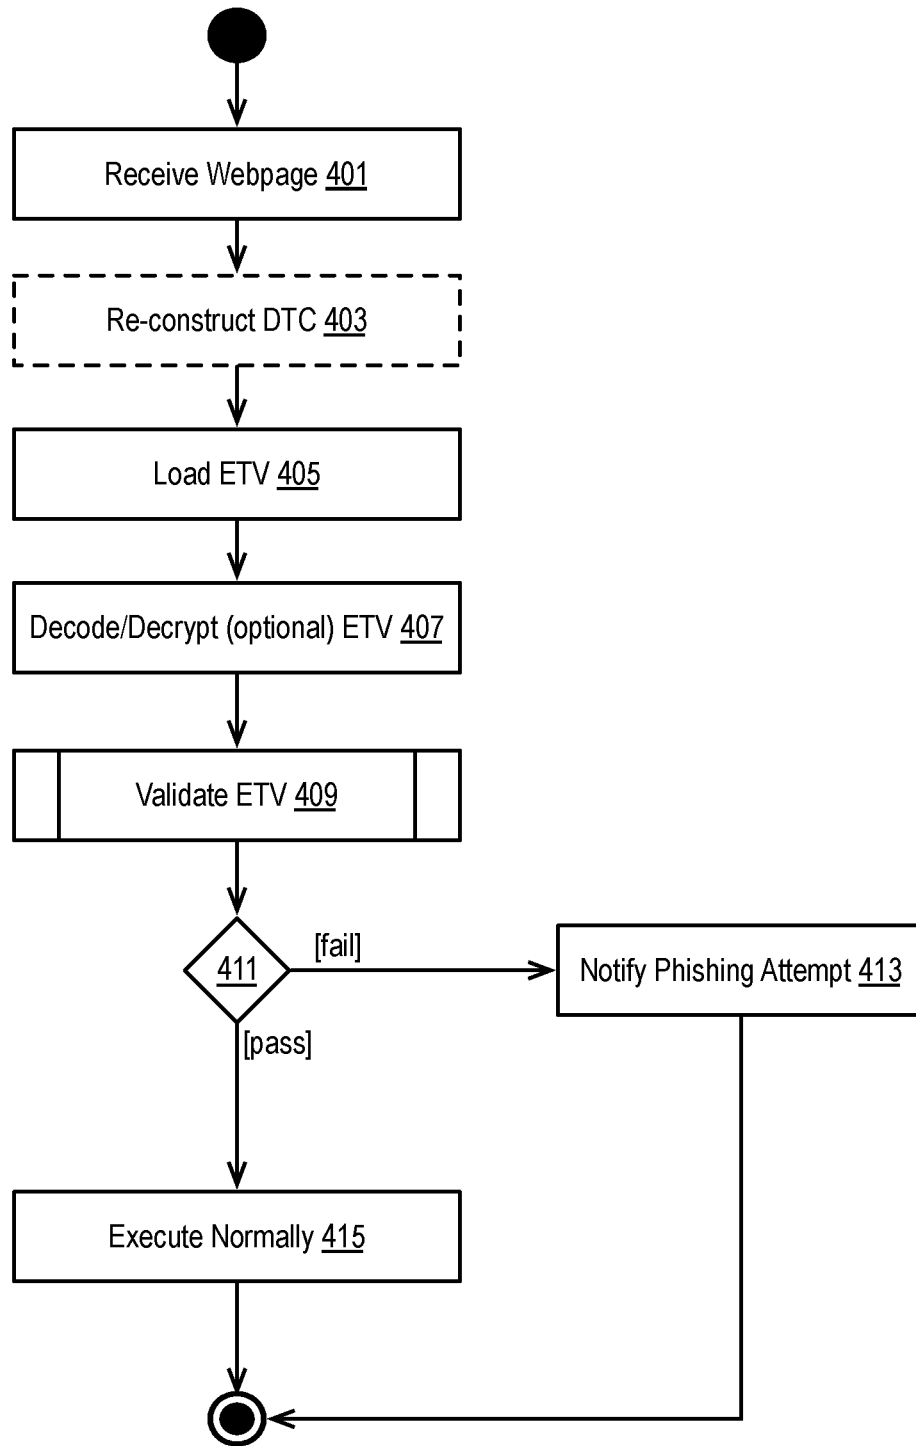 Receive Webpage 401
Re-construct DTC 403
Load ETV 405
Decode/Decrypt (optional) ETV 407
Validate ETV 409
411
[fail]
Notify Phishing Attempt 413
[pass]
Execute Normally 415